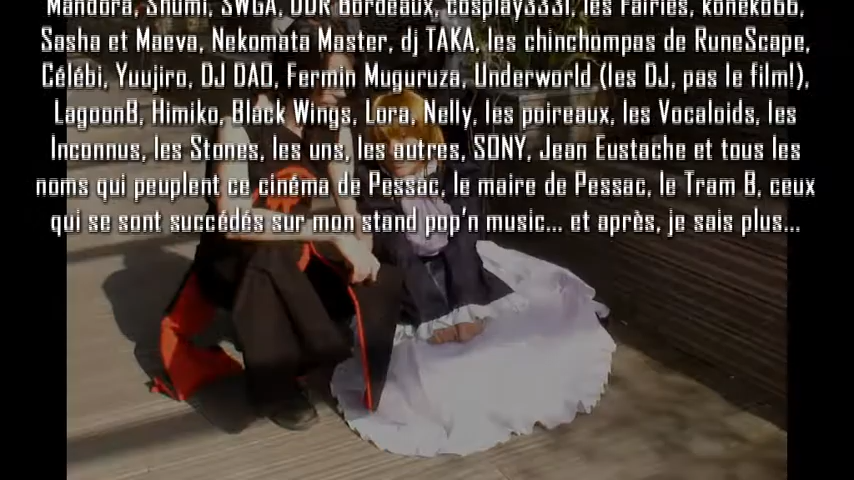 Mandora, Shumi, SWGA, DDR Bordeaux, cosplay333l, les Fairies, koneko66,
Sasha et Maeva, Nekomata Master, dj TAKA, les chinchompas de RuneScape,
Célébi, Yuujiro, DJ DAO, Fermin Muguruza, Underworld (les DJ, pas le film!),
LagoonB, Himiko, Black Wings, Lora, Nelly, les poireaux, les Vocaloids, les
Inconnus, les Stones, les uns, les autres, SONY, Jean Eustache et tous les
noms qui peuplent ce cinéma de Pessac, le maire de Pessac, le Tram B, ceux
qui se sont succédés sur mon stand pop'n music... et après, je sais plus...